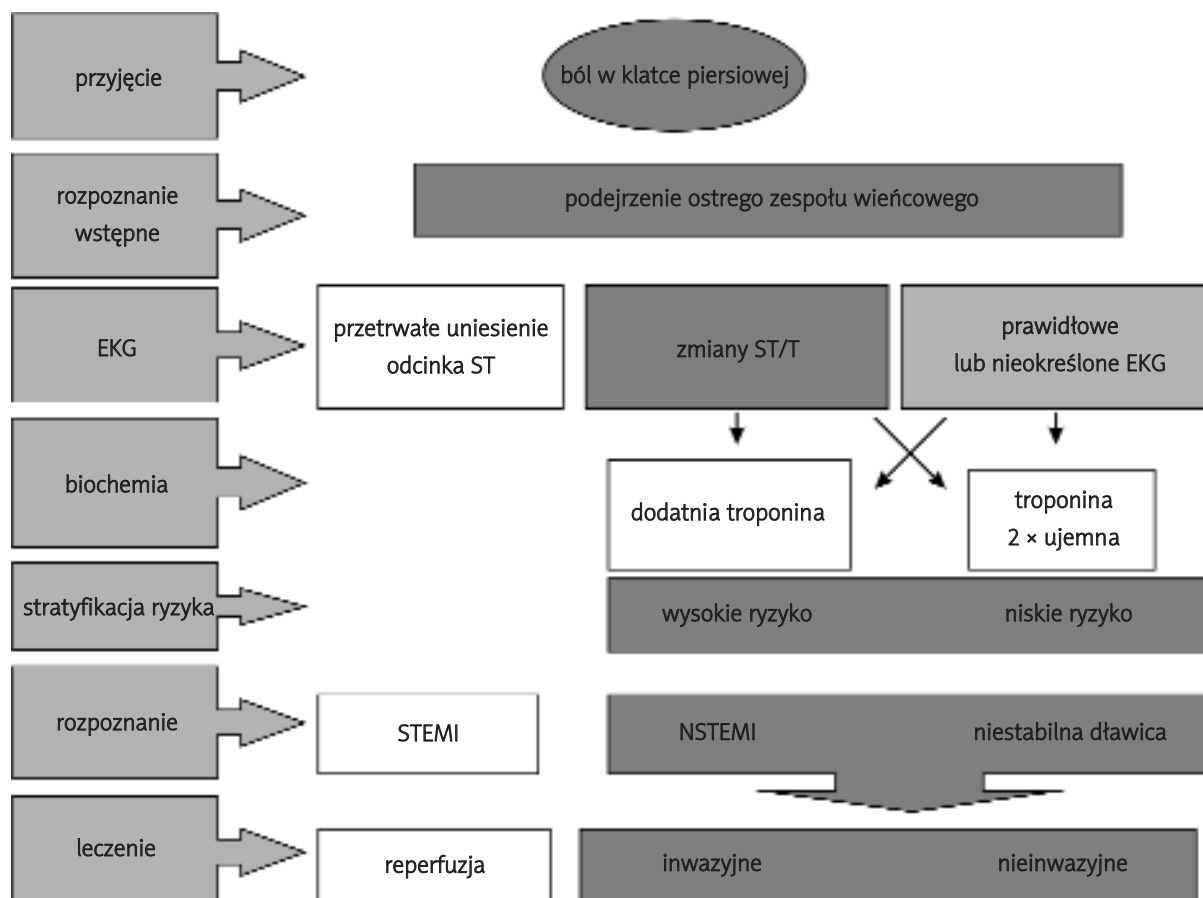 przyjęcie
ból w klatce piersiowej
rozpoznanie
wstępne
podejrzenie ostrego zespołu wieńcowego
EKG
przetrwałe uniesienie
odcinka ST
zmiany ST/T
prawidłowe
lub nieokreślone EKG
biochemia
dodatnia troponina
troponina
2 × ujemna
stratyfikacja ryzyka
wysokie ryzyko
niskie ryzyko
rozpoznanie
STEMI
NSTEMI
niestabilna dławica
leczenie
reperfuzja
inwazyjne
nieinwazyjne